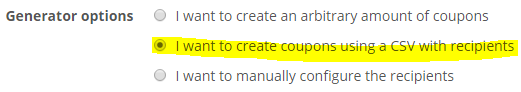 Generator options I want to create an arbitrary amount of coupons
I want to create coupons using a CSV with recipients
I want to manually configure the recipients